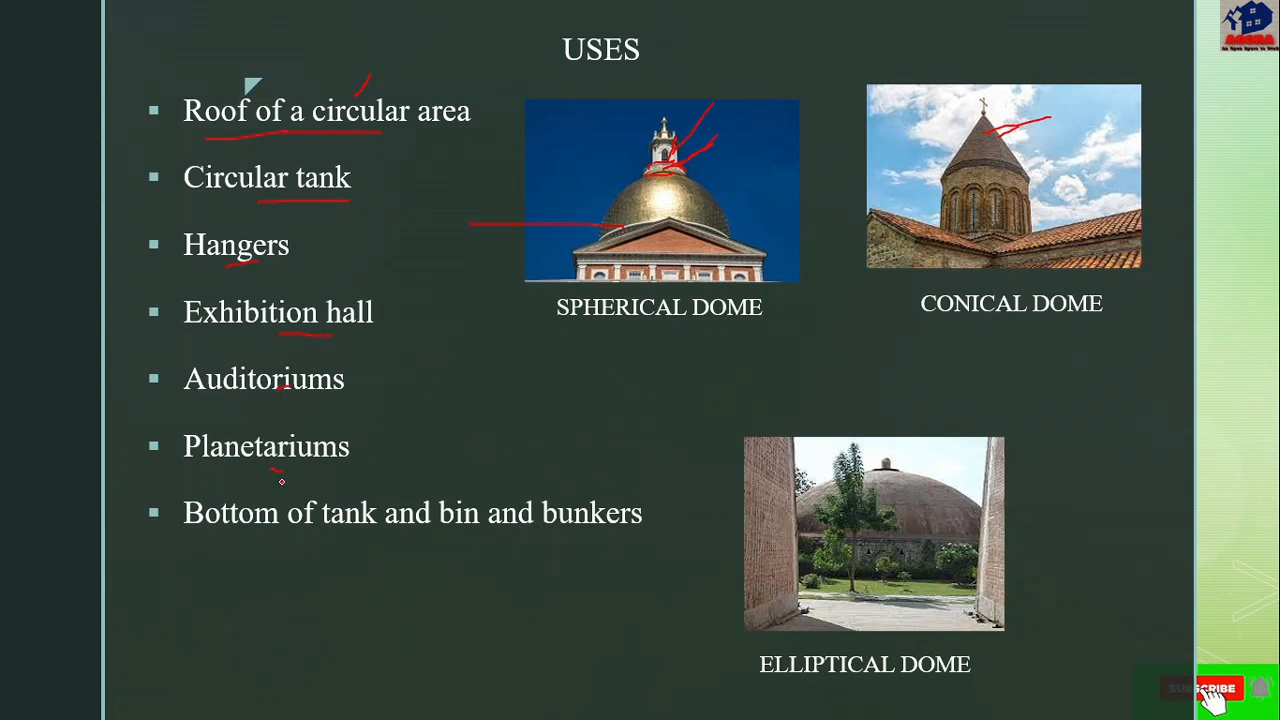 USES
Roof of a circular area
Circular tank
Hangers
Exhibition hall
Auditoriums
Planetariums
Bottom of tank and bin and bunkers
SPHERICAL DOME
CONICAL DOME
ELLIPTICAL DOME
AGORA